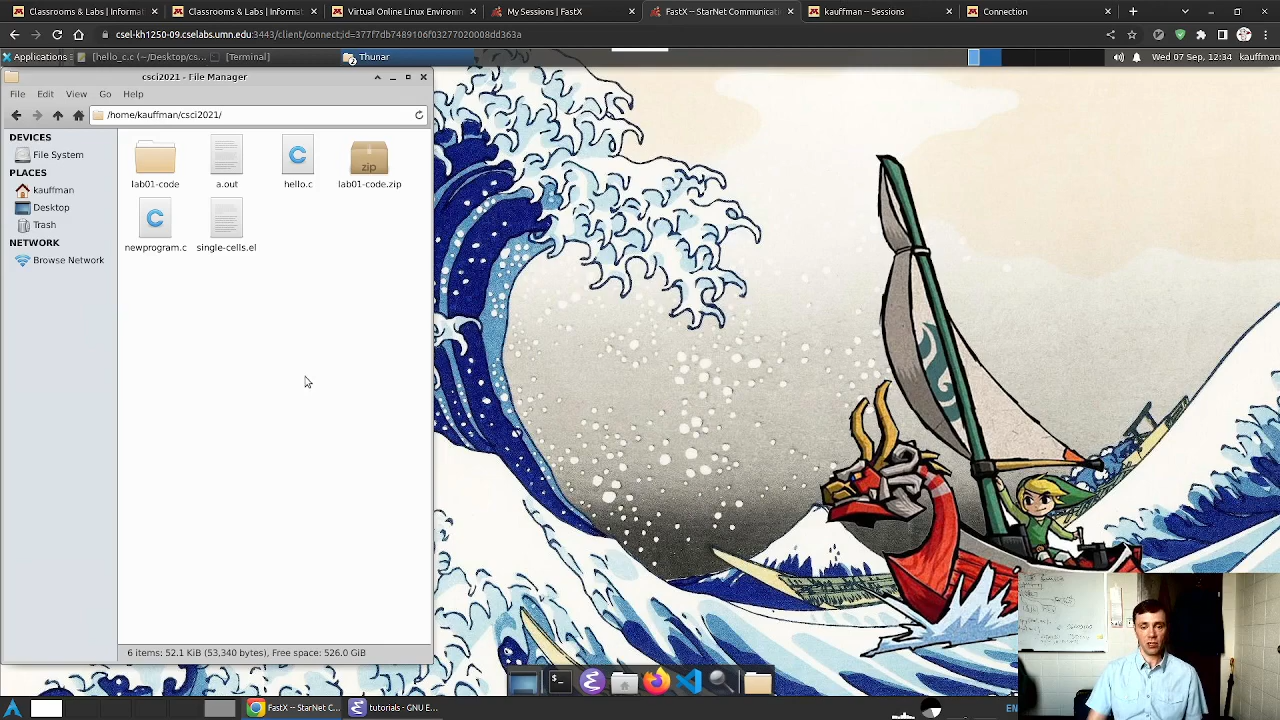 Classrooms & Labs | Informat
Classrooms & Labs | Informat
Virtual Online Linux Environm
My Sessions | FastX
FastX — StarNet Communicati
kauffman — Sessions
Connection
csel-kh1250-09.cselabs.umn.edu:3443/client/connect;id=377f7db7489106f03277020008dd363a
Applications
[hello_c.c (~/Desktop/cs...
[Terminal]
Thunar
Wed 07 Sep, 12:34
kauffman
csci2021 - File Manager
File
Edit
View
Go
Help
/home/kauffman/csci2021/
DEVICES
File System
PLACES
kauffman
Desktop
Trash
NETWORK
Browse Network
lab01-code
a.out
hello.c
zip
lab01-code.zip
newprogram.c
single-cells.el
6 items: 52.1 KiB (53,340 bytes), Free space: 526.0 GiB
FastX — StarNet C...
tutorials - GNU E...
EN